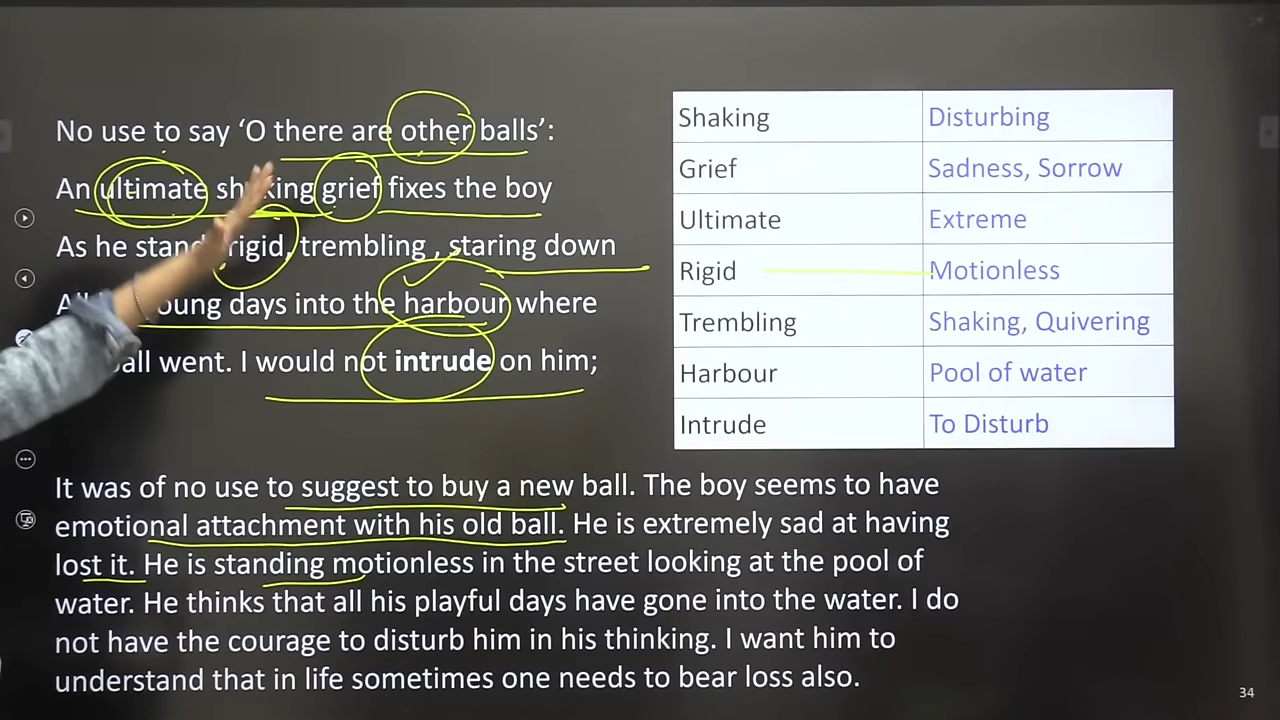 No use to say ‘O there are other balls’:
An ultimate shaking grief fixes the boy
As he stand rigid, trembling , staring down
young days into the harbour where
ball went. I would not intrude on him;
Shaking Disturbing
Grief Sadness, Sorrow
Ultimate Extreme
Rigid Motionless
Trembling Shaking, Quivering
Harbour Pool of water
Intrude To Disturb
It was of no use to suggest to buy a new ball. The boy seems to have
emotional attachment with his old ball. He is extremely sad at having
lost it. He is standing motionless in the street looking at the pool of
water. He thinks that all his playful days have gone into the water. I do
not have the courage to disturb him in his thinking. I want him to
understand that in life sometimes one needs to bear loss also.
34